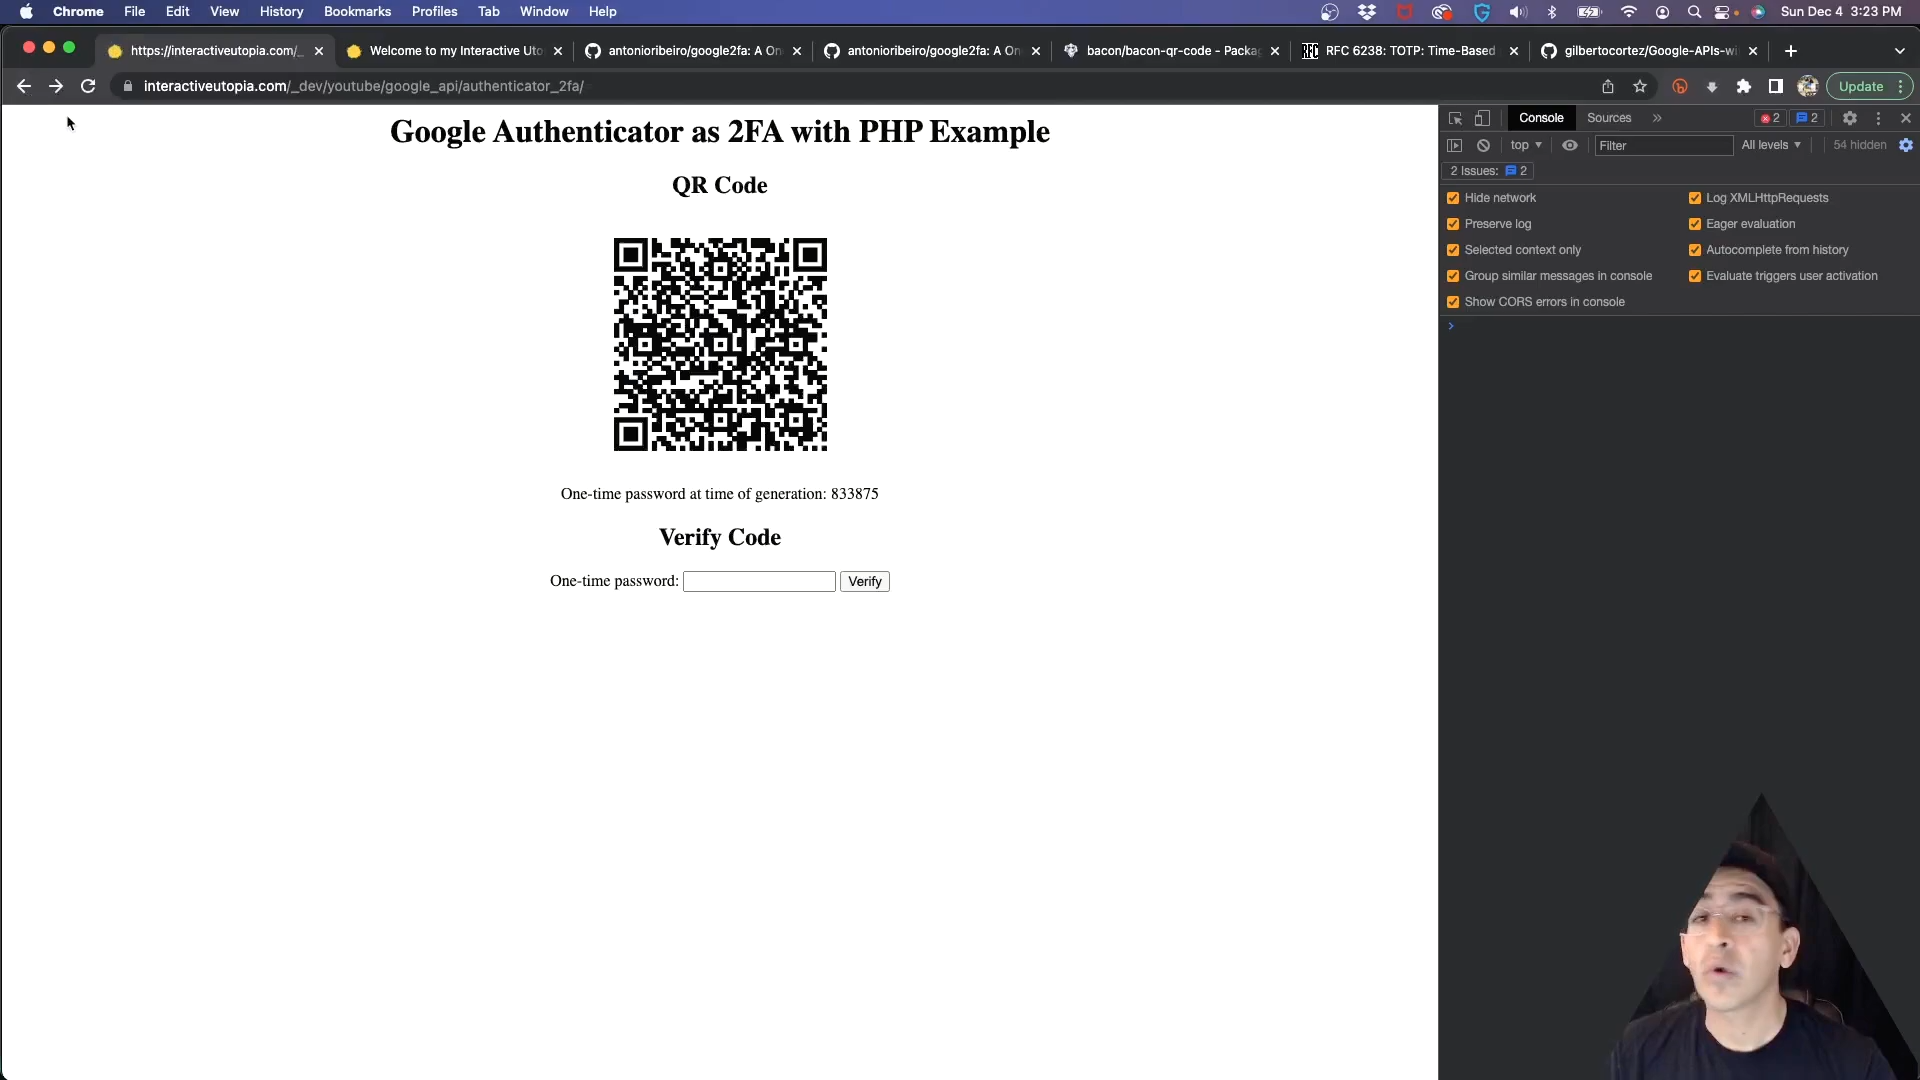 Chrome File Edit View History Bookmarks Profiles Tab Window Help Sun Dec 4 3:23 PM
https://interactiveutopia.com/_ Welcome to my Interactive Uto antonioribeiro/google2fa: A On antonioribeiro/google2fa: A On bacon/bacon-qr-code - Packag RFC 6238: TOTP: Time-Based gilbertocortez/Google-APIs-wi
interactiveutopia.com/_dev/youtube/google_api/authenticator_2fa/ Update
Google Authenticator as 2FA with PHP Example
QR Code
One-time password at time of generation: 833875
Verify Code
One-time password: Verify
Console Sources 2 2
top Filter All levels 54 hidden
2 Issues: 2
Hide network Log XMLHttpRequests
Preserve log Eager evaluation
Selected context only Autocomplete from history
Group similar messages in console Evaluate triggers user activation
Show CORS errors in console